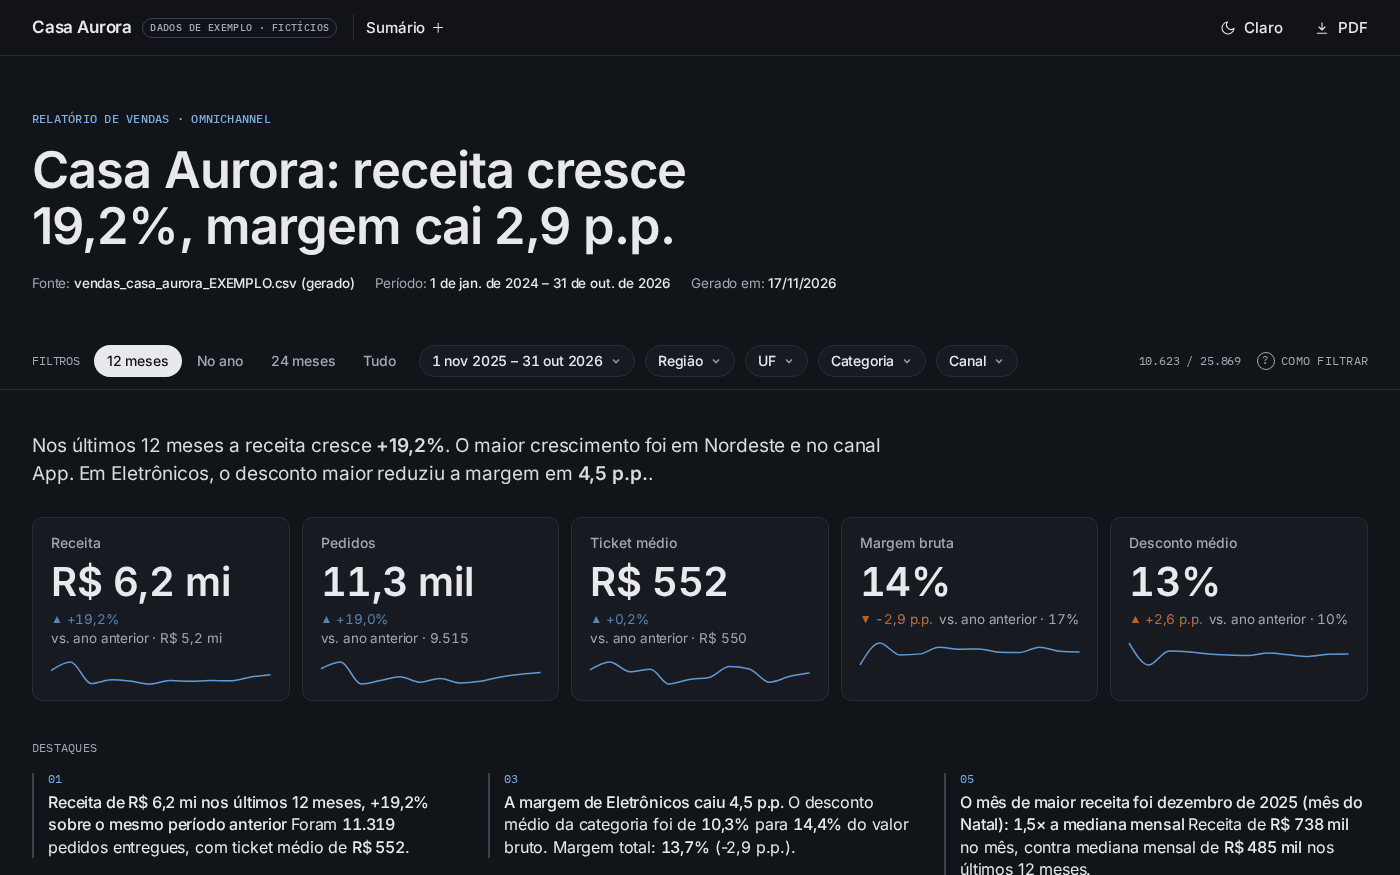 Casa Aurora
DADOS DE EXEMPLO · FICTÍCIOS
Sumário +
Claro
PDF
RELATÓRIO DE VENDAS · OMNICHANNEL
Casa Aurora: receita cresce
19,2%, margem cai 2,9 p.p.
Fonte: vendas_casa_aurora_EXEMPLO.csv (gerado) Período: 1 de jan. de 2024 – 31 de out. de 2026 Gerado em: 17/11/2026
FILTROS 12 meses No ano 24 meses Tudo 1 nov 2025 – 31 out 2026 Região UF Categoria Canal 10.623 / 25.869 ? COMO FILTRAR
Nos últimos 12 meses a receita cresce +19,2%. O maior crescimento foi em Nordeste e no canal
App. Em Eletrônicos, o desconto maior reduziu a margem em 4,5 p.p..
Receita
R$ 6,2 mi
▲ +19,2%
vs. ano anterior · R$ 5,2 mi
Pedidos
11,3 mil
▲ +19,0%
vs. ano anterior · 9.515
Ticket médio
R$ 552
▲ +0,2%
vs. ano anterior · R$ 550
Margem bruta
14%
▼ -2,9 p.p. vs. ano anterior · 17%
Desconto médio
13%
▲ +2,6 p.p. vs. ano anterior · 10%
DESTAQUES
01
Receita de R$ 6,2 mi nos últimos 12 meses, +19,2%
sobre o mesmo período anterior Foram 11.319
pedidos entregues, com ticket médio de R$ 552.
03
A margem de Eletrônicos caiu 4,5 p.p. O desconto
médio da categoria foi de 10,3% para 14,4% do valor
bruto. Margem total: 13,7% (-2,9 p.p.).
05
O mês de maior receita foi dezembro de 2025 (mês do
Natal): 1,5× a mediana mensal Receita de R$ 738 mil
no mês, contra mediana mensal de R$ 485 mil nos
últimos 12 meses.